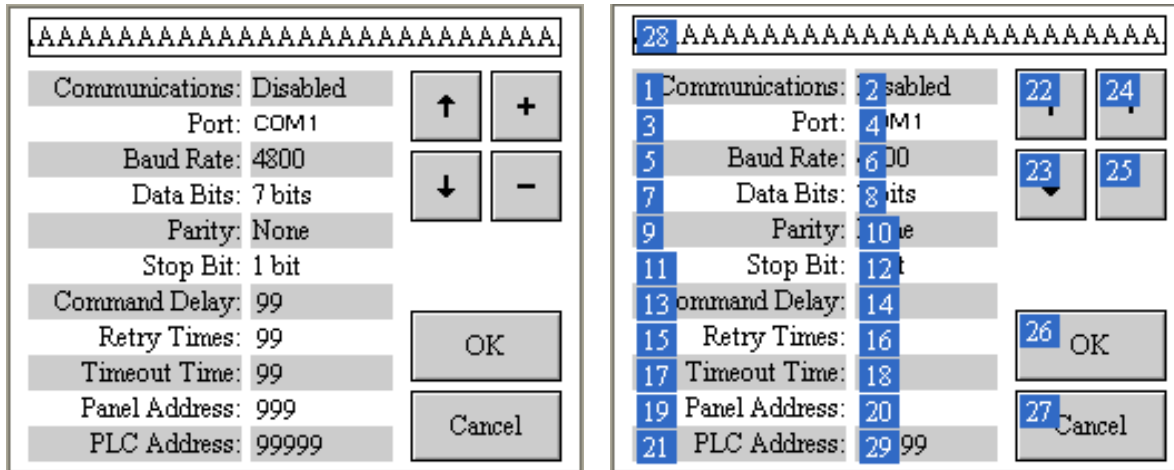 AAAAAAAAAAAAAAAAAAAAAAAAAA
Communications: Disabled
Port: COM1
Baud Rate: 4800
Data Bits: 7 bits
Parity: None
Stop Bit: 1 bit
Command Delay: 99
Retry Times: 99
Timeout Time: 99
Panel Address: 999
PLC Address: 99999
↑ +
↓ −
OK
Cancel
28 AAAAAAAAAAAAAAAAAAAAAAAA
1 Communications: 2 sabled
3 Port: 4 M1
5 Baud Rate: 6 00
7 Data Bits: 8 bits
9 Parity: 10 e
11 Stop Bit: 12 t
13 ommand Delay: 14
15 Retry Times: 16
17 Timeout Time: 18
19 Panel Address: 20
21 PLC Address: 29 99
22 24
23 25
26 OK
27 Cancel